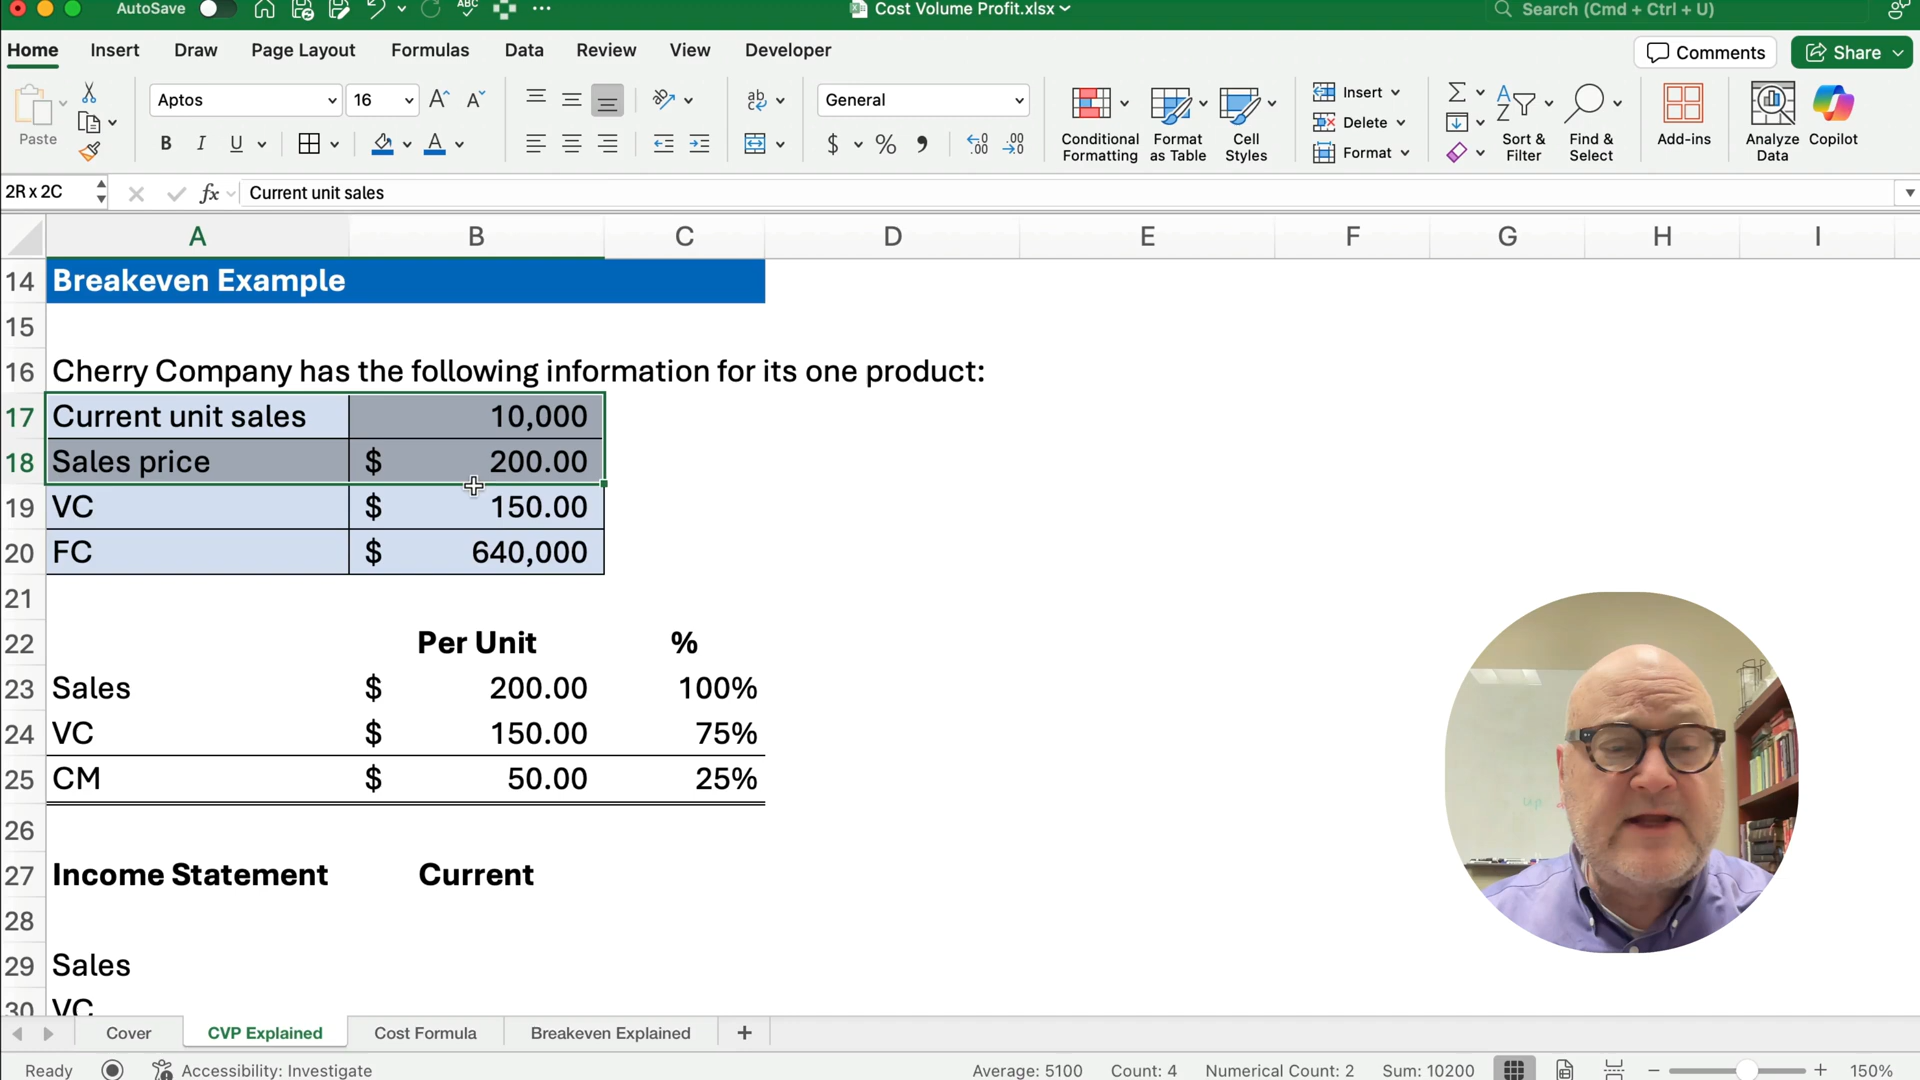 AutoSave
Cost Volume Profit.xlsx
Search (Cmd + Ctrl + U)
Home Insert Draw Page Layout Formulas Data Review View Developer
Comments
Share
Paste
Aptos
16
General
Conditional Formatting
Format as Table
Cell Styles
Insert
Delete
Format
Sort & Filter
Find & Select
Add-ins
Analyze Data
Copilot
2R x 2C
fx
Current unit sales
A B C D E F G H I
14 Breakeven Example
15
16 Cherry Company has the following information for its one product:
17 Current unit sales 10,000
18 Sales price $ 200.00
19 VC $ 150.00
20 FC $ 640,000
21
22 Per Unit %
23 Sales $ 200.00 100%
24 VC $ 150.00 75%
25 CM $ 50.00 25%
26
27 Income Statement Current
28
29 Sales
30 VC
Cover CVP Explained Cost Formula Breakeven Explained +
Ready
Accessibility: Investigate
Average: 5100 Count: 4 Numerical Count: 2 Sum: 10200
150%